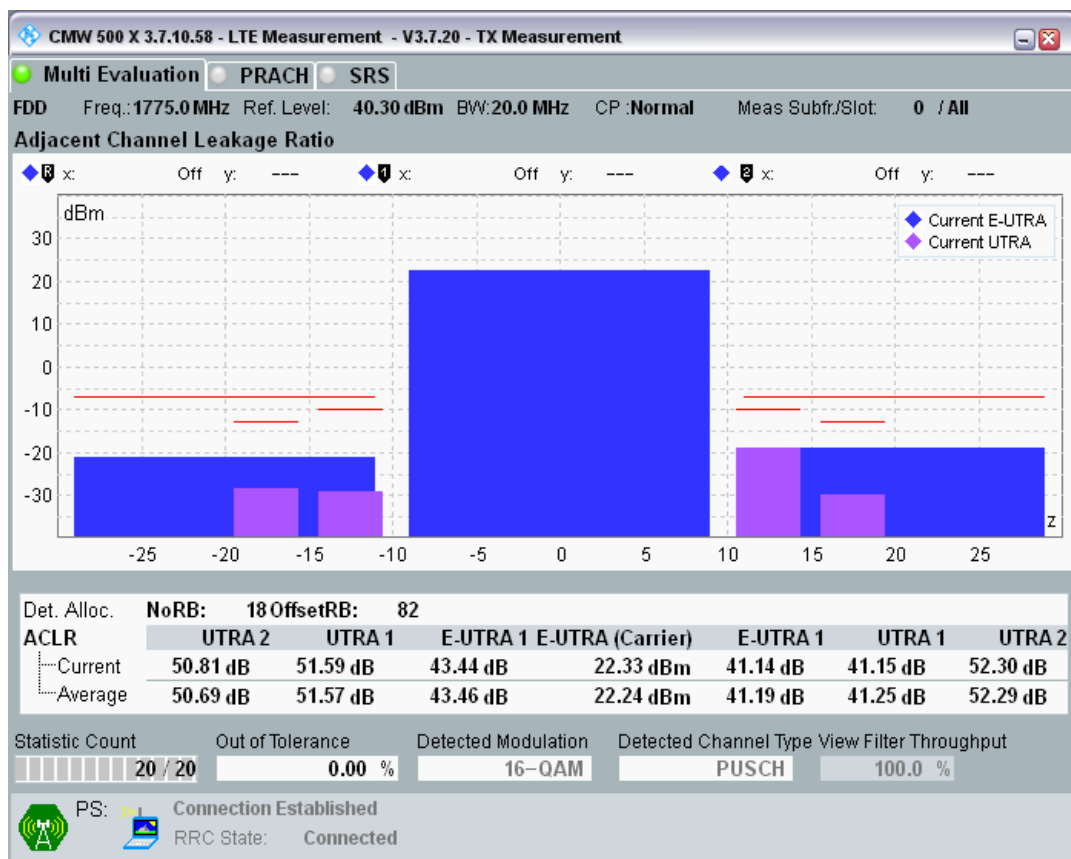 CMW 500 X 3.7.10.58 - LTE Measurement - V3.7.20 - TX Measurement
Multi Evaluation PRACH SRS
FDD Freq.:1775.0 MHz Ref. Level: 40.30 dBm BW:20.0 MHz CP :Normal Meas Subfr./Slot: 0 / All
Adjacent Channel Leakage Ratio
R x: Off y: --- 1 x: Off y: --- 2 x: Off y: ---
dBm
Current E-UTRA
Current UTRA
30
20
10
0
-10
-20
-30
z
-25 -20 -15 -10 -5 0 5 10 15 20 25
Det. Alloc. NoRB: 18 OffsetRB: 82
ACLR UTRA 2 UTRA 1 E-UTRA 1 E-UTRA (Carrier) E-UTRA 1 UTRA 1 UTRA 2
Current 50.81 dB 51.59 dB 43.44 dB 22.33 dBm 41.14 dB 41.15 dB 52.30 dB
Average 50.69 dB 51.57 dB 43.46 dB 22.24 dBm 41.19 dB 41.25 dB 52.29 dB
Statistic Count Out of Tolerance Detected Modulation Detected Channel Type View Filter Throughput
20 / 20 0.00 % 16-QAM PUSCH 100.0 %
PS: Connection Established
RRC State: Connected